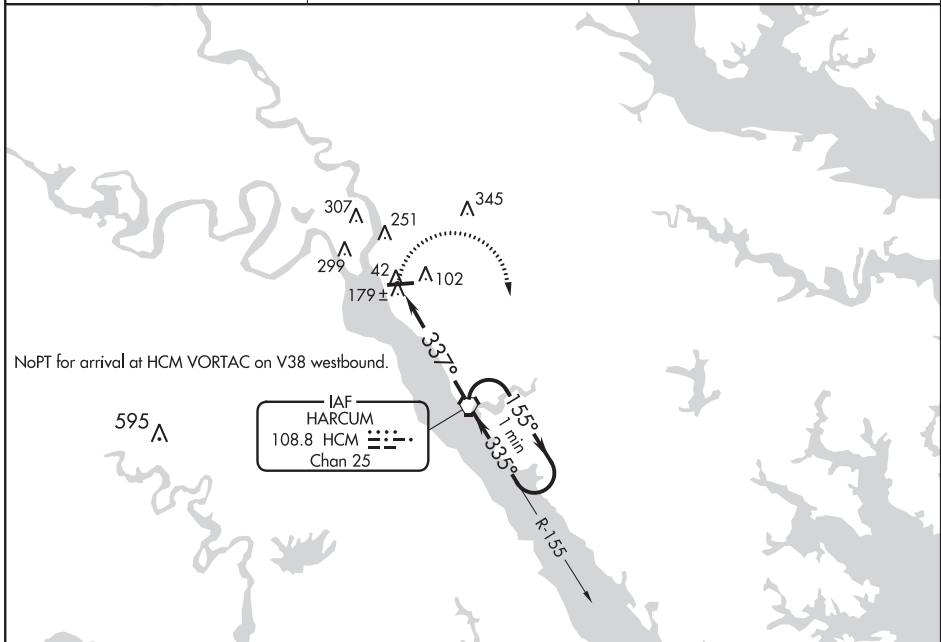 345
307
251
299
42
102
179±
337°
NoPT for arrival at HCM VORTAC on V38 westbound.
IAF
HARCUM
108.8 HCM
Chan 25
595
155°
1 min
335°
R-155